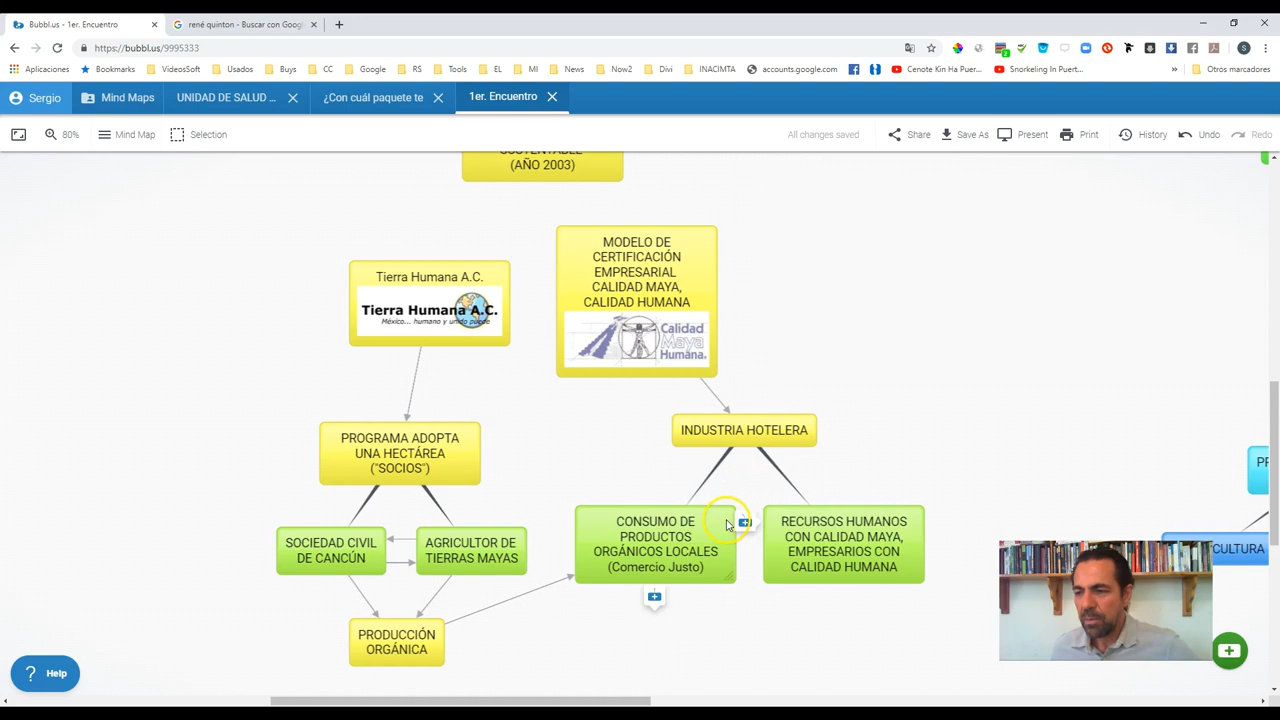 Bubbl.us - 1er. Encuentro
rené quinton - Buscar con Goog
https://bubbl.us/9995333
Aplicaciones
Bookmarks
VideosSoft
Usados
Buys
CC
Google
RS
Tools
EL
MI
News
Now2
Divi
INACIMTA
accounts.google.com
Cenote Kin Ha Puer...
Snorkeling In Puert...
»
Otros marcadores
Sergio
Mind Maps
UNIDAD DE SALUD ...
¿Con cuál paquete te
1er. Encuentro
80%
Mind Map
Selection
All changes saved
Share
Save As
Present
Print
History
Undo
Redo
SUSTENTABLE
(AÑO 2003)
MODELO DE
CERTIFICACIÓN
EMPRESARIAL
CALIDAD MAYA,
CALIDAD HUMANA
Calidad
Maya
Humana
Tierra Humana A.C.
Tierra Humana A.C.
México... humano y unido puede
INDUSTRIA HOTELERA
PROGRAMA ADOPTA
UNA HECTÁREA
("SOCIOS")
CONSUMO DE
PRODUCTOS
ORGÁNICOS LOCALES
(Comercio Justo)
RECURSOS HUMANOS
CON CALIDAD MAYA,
EMPRESARIOS CON
CALIDAD HUMANA
SOCIEDAD CIVIL
DE CANCÚN
AGRICULTOR DE
TIERRAS MAYAS
PRODUCCIÓN
ORGÁNICA
CULTURA
? Help